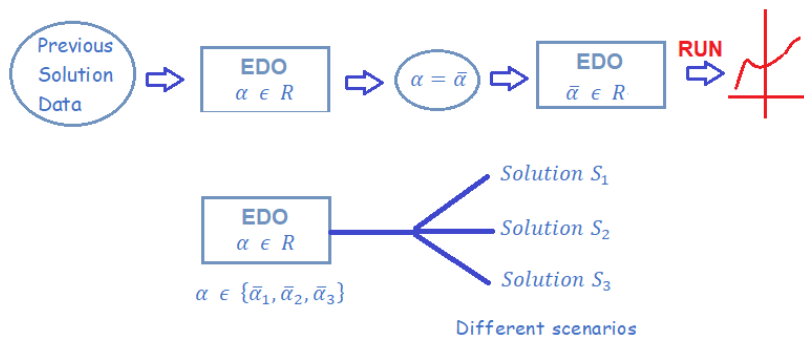 Previous
Solution
Data
EDO
α ϵ R
α = ᾱ
EDO
ᾱ ϵ R
RUN
EDO
α ϵ R
α ϵ {ᾱ₁, ᾱ₂, ᾱ₃}
Solution S₁
Solution S₂
Solution S₃
Different scenarios